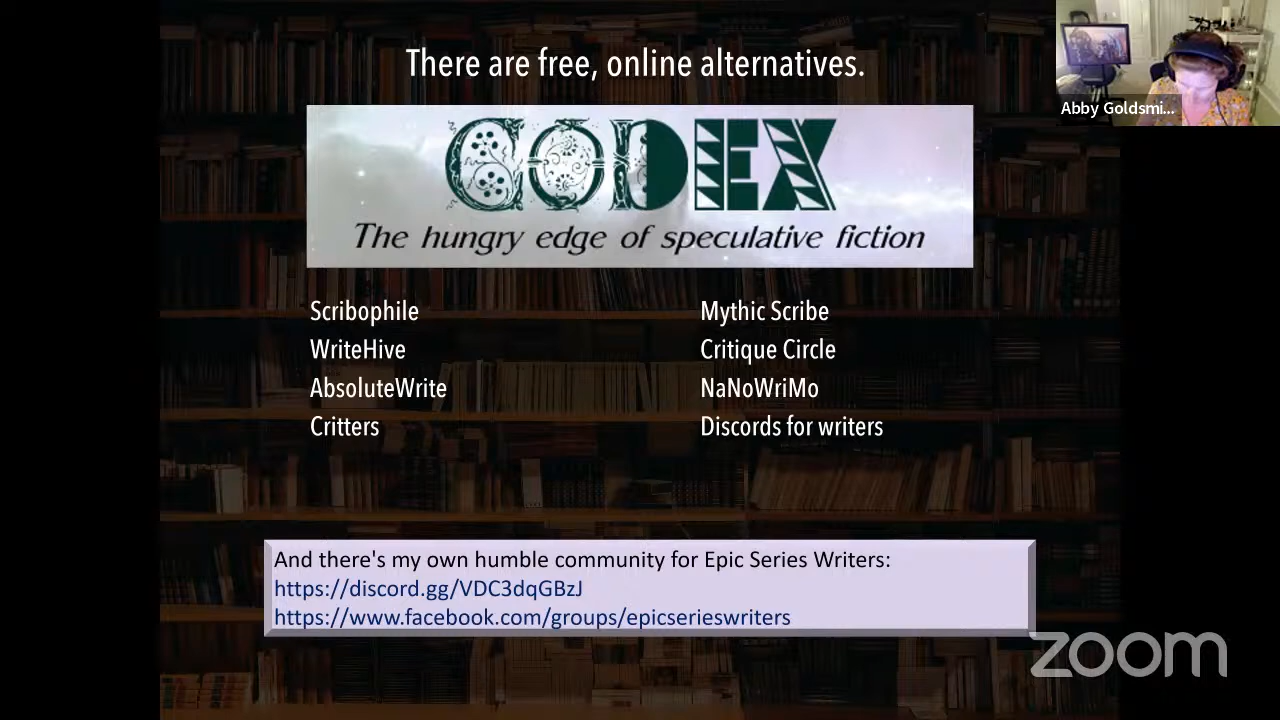 There are free, online alternatives.
Abby Goldsmi...
CODEX
The hungry edge of speculative fiction
Scribophile
WriteHive
AbsoluteWrite
Critters
Mythic Scribe
Critique Circle
NaNoWriMo
Discords for writers
And there's my own humble community for Epic Series Writers:
https://discord.gg/VDC3dqGBzJ
https://www.facebook.com/groups/epicserieswriters
zoom